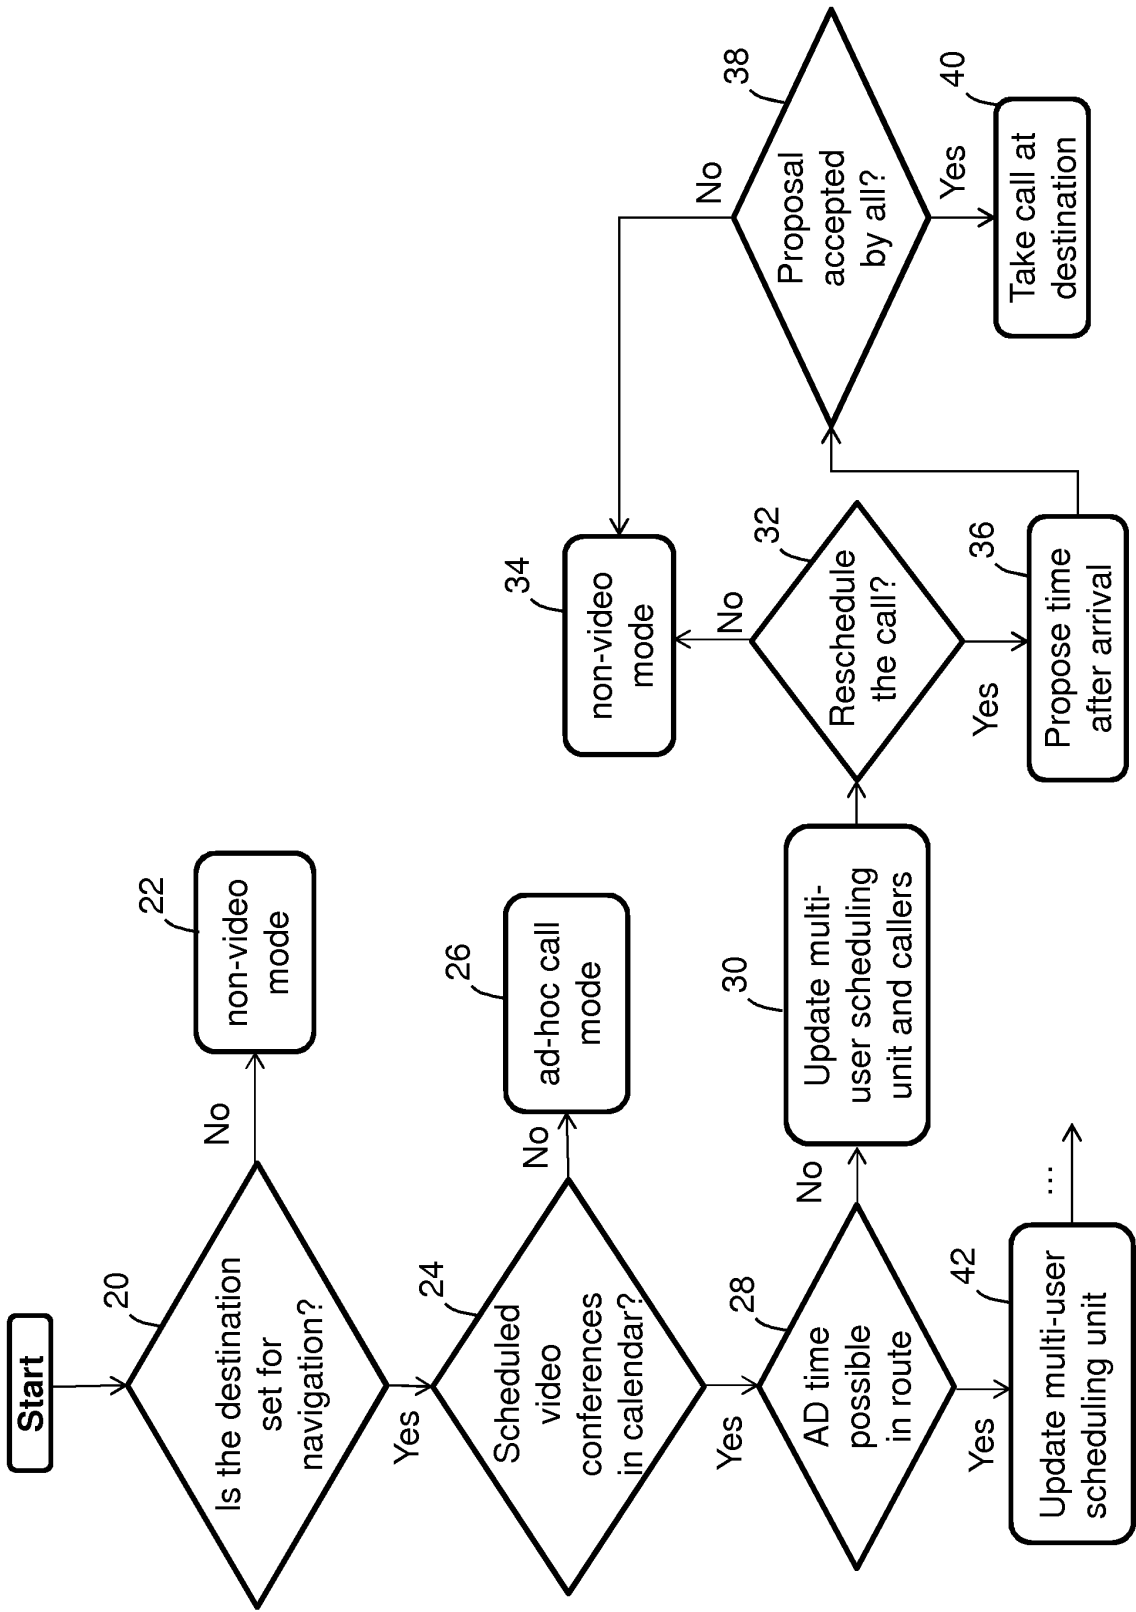 Start
20
Is the destination
set for
navigation?
No
22
non-video
mode
Yes
24
Scheduled
video
conferences
in calendar?
No
26
ad-hoc call
mode
Yes
28
AD time
possible
in route
No
30
Update multi-
user scheduling
unit and callers
32
Reschedule
the call?
No
34
non-video
mode
Yes
36
Propose time
after arrival
38
Proposal
accepted
by all?
No
Yes
40
Take call at
destination
Yes
42
Update multi-user
scheduling unit
...